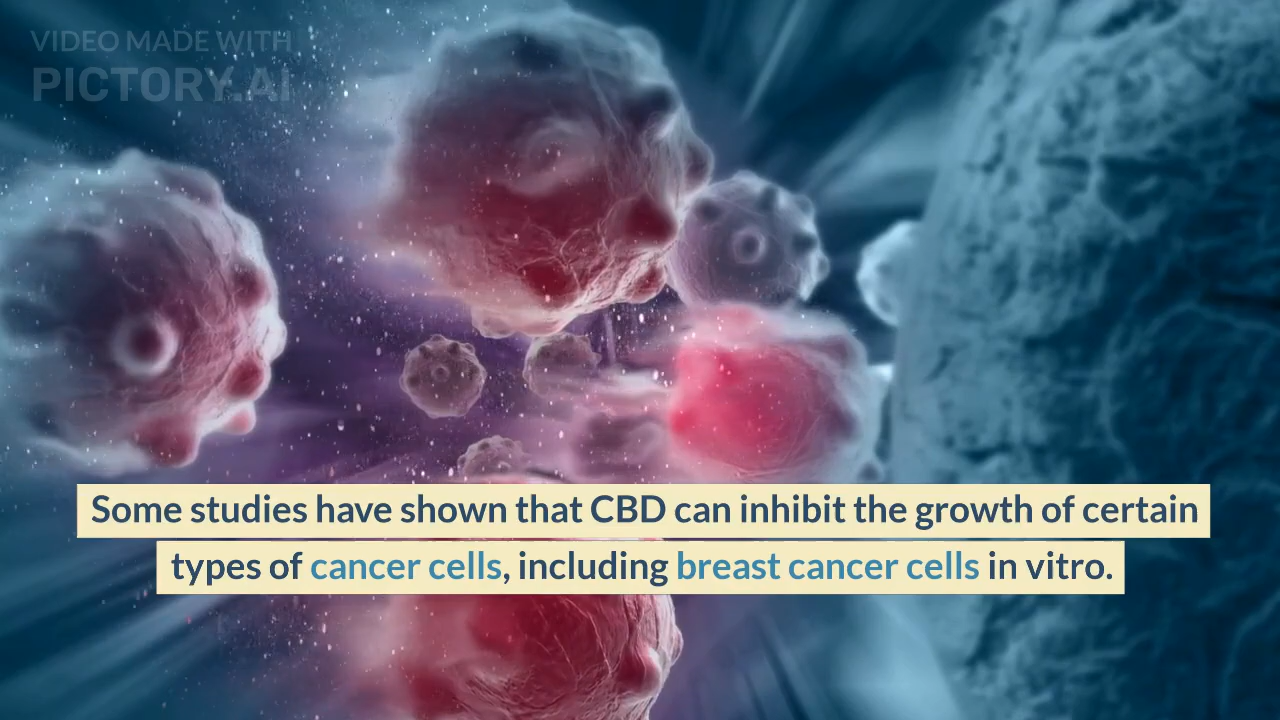 VIDEO MADE WITH
PICTORY.AI
Some studies have shown that CBD can inhibit the growth of certain
types of cancer cells, including breast cancer cells in vitro.